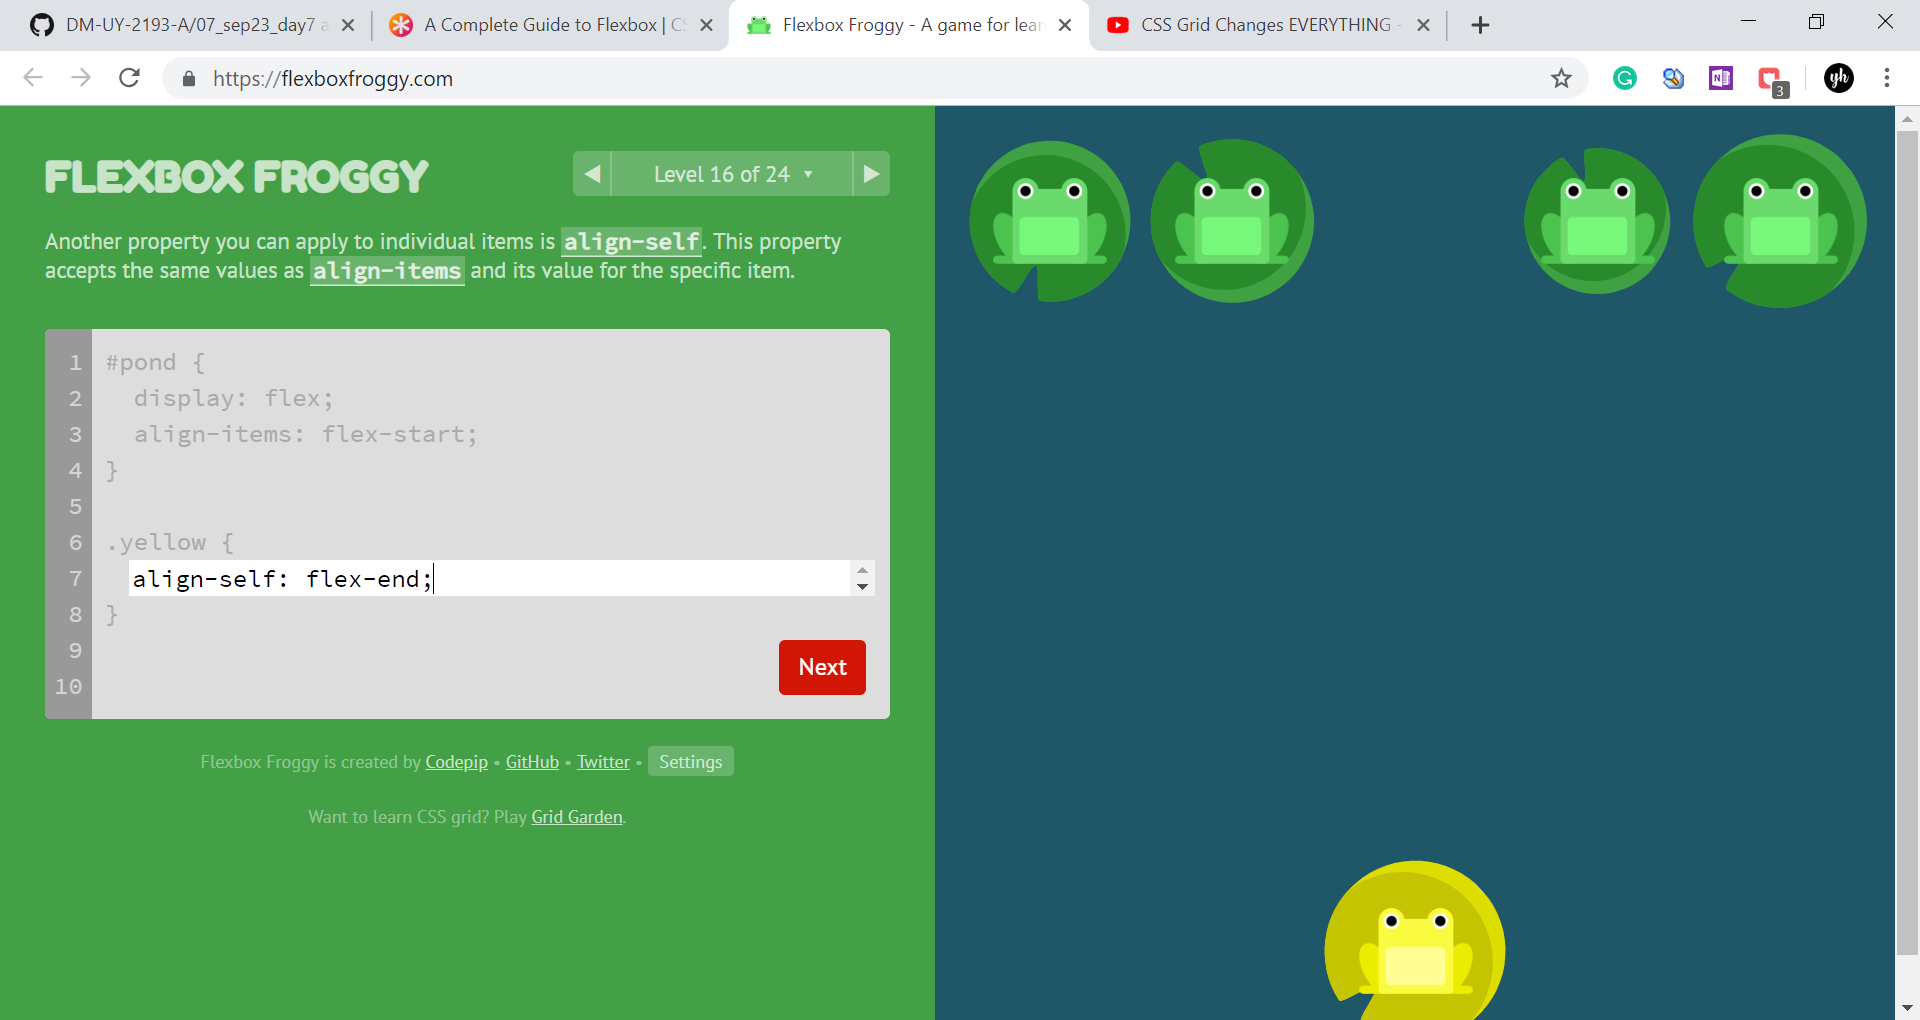 DM-UY-2193-A/07_sep23_day7 a
A Complete Guide to Flexbox | CS
Flexbox Froggy - A game for lear
CSS Grid Changes EVERYTHING -
https://flexboxfroggy.com
3
yh
FLEXBOX FROGGY
Level 16 of 24
Another property you can apply to individual items is align-self. This property
accepts the same values as align-items and its value for the specific item.
1 #pond {
2 display: flex;
3 align-items: flex-start;
4 }
5
6 .yellow {
7 align-self: flex-end;
8 }
9
10
Next
Flexbox Froggy is created by Codepip • GitHub • Twitter • Settings
Want to learn CSS grid? Play Grid Garden.